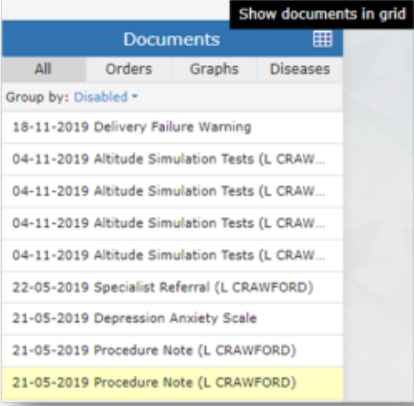 Show documents in grid
Documents
All Orders Graphs Diseases
Group by: Disabled
18-11-2019 Delivery Failure Warning
04-11-2019 Altitude Simulation Tests (L CRAW...
04-11-2019 Altitude Simulation Tests (L CRAW...
04-11-2019 Altitude Simulation Tests (L CRAW...
04-11-2019 Altitude Simulation Tests (L CRAW...
22-05-2019 Specialist Referral (L CRAWFORD)
21-05-2019 Depression Anxiety Scale
21-05-2019 Procedure Note (L CRAWFORD)
21-05-2019 Procedure Note (L CRAWFORD)